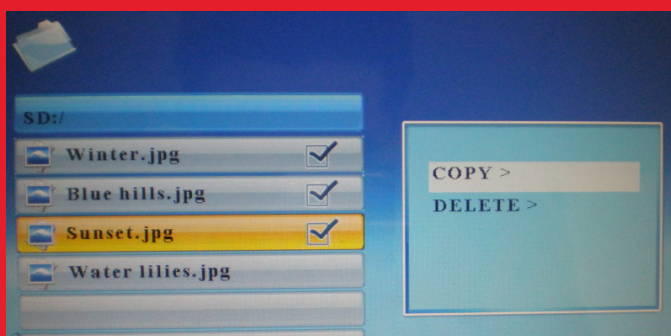 SD:/
Winter.jpg
Blue hills.jpg
Sunset.jpg
Water lilies.jpg
COPY >
DELETE >